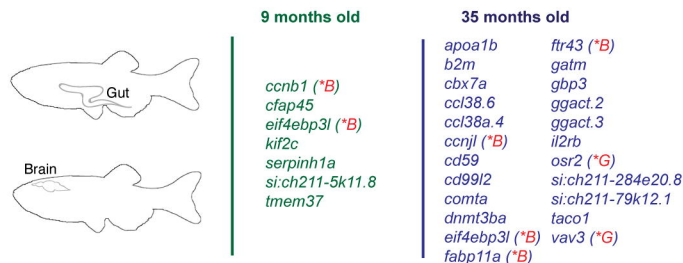 9 months old
35 months old
Gut
Brain
ccnb1 (*B)
cfap45
eif4ebp3l (*B)
kif2c
serpinh1a
si:ch211-5k11.8
tmem37
apoa1b
b2m
cbx7a
ccl38.6
ccl38a.4
ccnjl (*B)
cd59
cd99l2
comta
dnmt3ba
eif4ebp3l (*B)
fabp11a (*B)
ftr43 (*B)
gatm
gbp3
ggact.2
ggact.3
il2rb
osr2 (*G)
si:ch211-284e20.8
si:ch211-79k12.1
taco1
vav3 (*G)